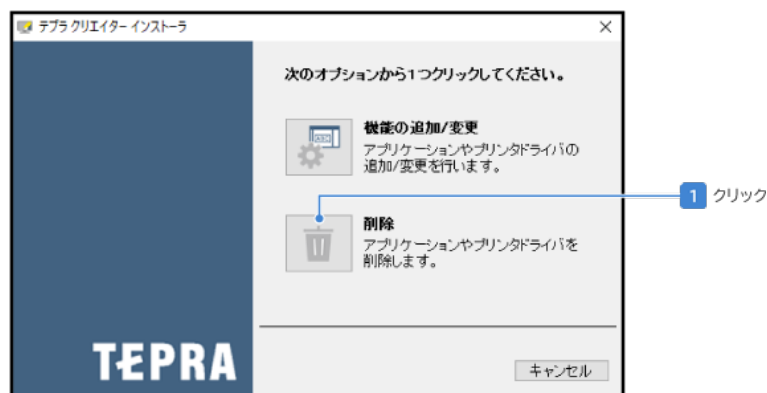 テプラ クリエイター インストーラ
次のオプションから1つクリックしてください。
機能の追加/変更
アプリケーションやプリンタドライバの
追加/変更を行います。
1 クリック
削除
アプリケーションやプリンタドライバを
削除します。
TEPRA
キャンセル